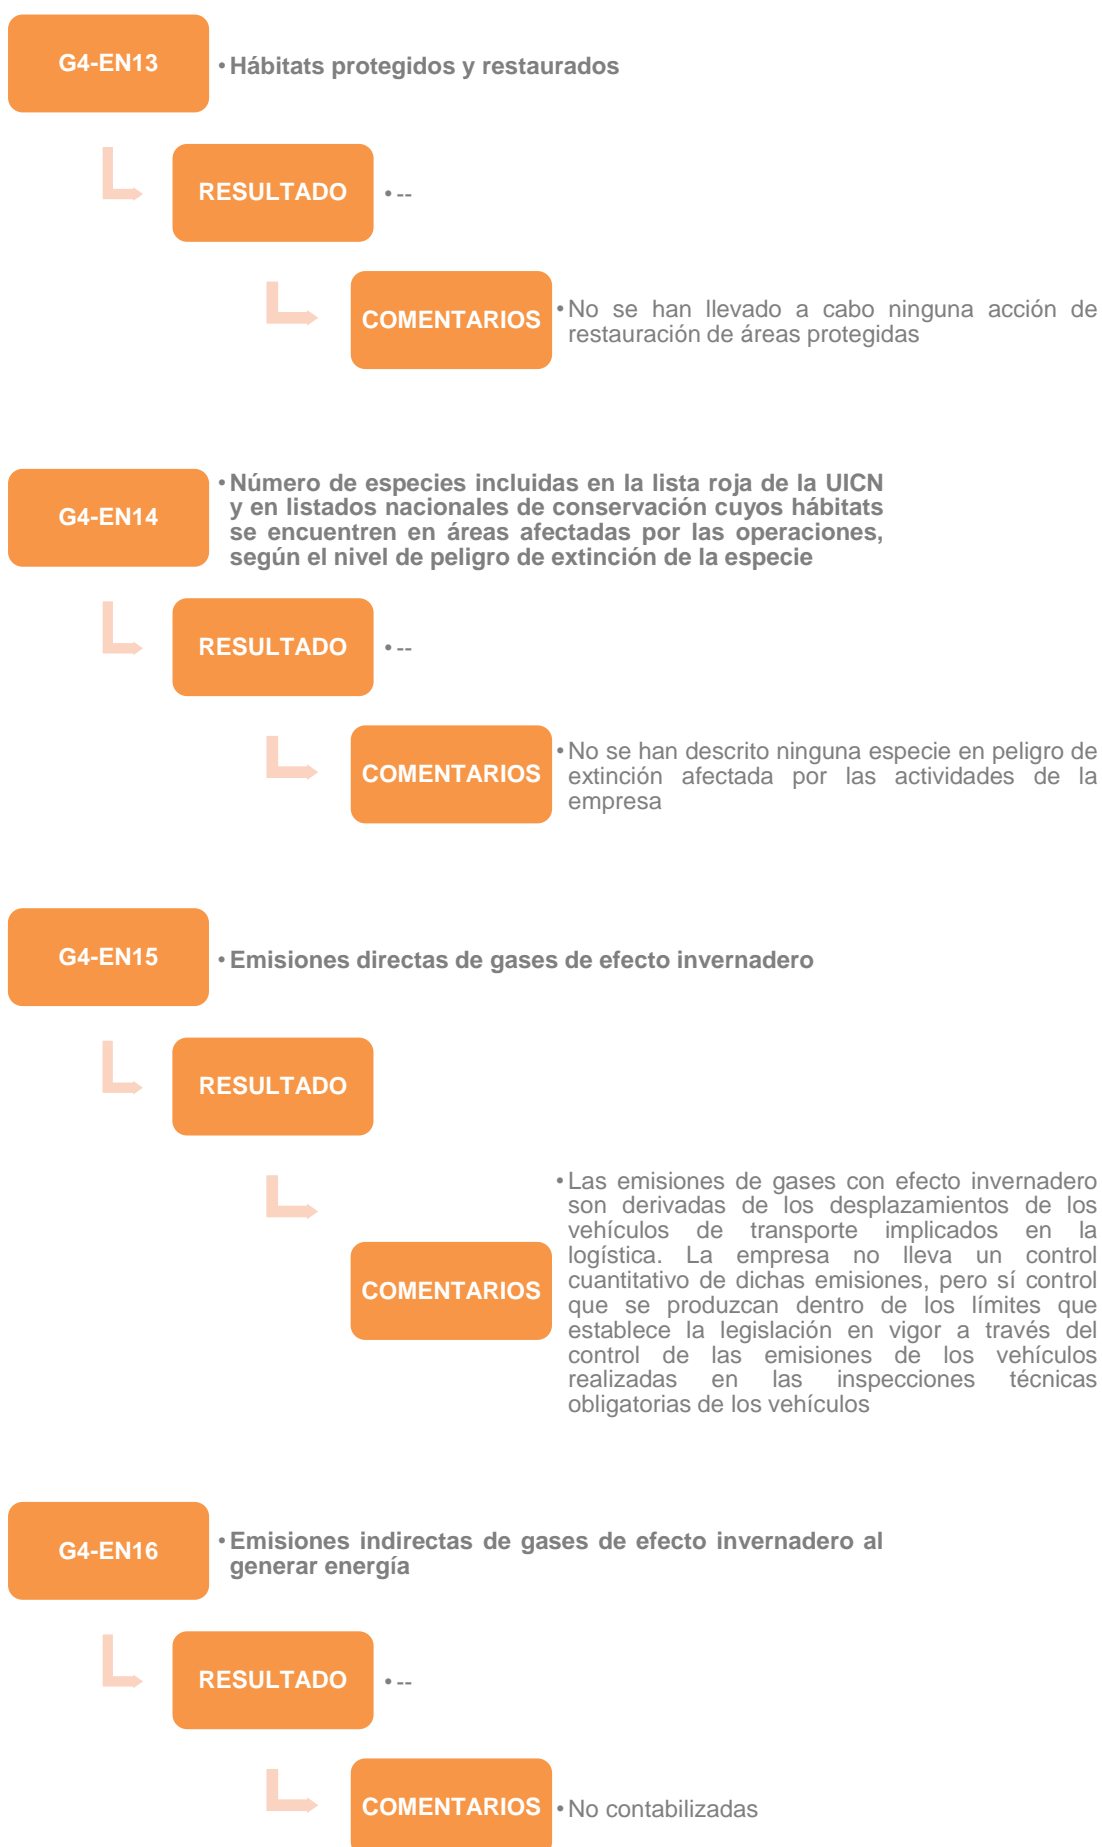 G4-EN13
• Hábitats protegidos y restaurados
RESULTADO
• --
COMENTARIOS
• No se han llevado a cabo ninguna acción de
restauración de áreas protegidas
G4-EN14
• Número de especies incluidas en la lista roja de la UICN
y en listados nacionales de conservación cuyos hábitats
se encuentren en áreas afectadas por las operaciones,
según el nivel de peligro de extinción de la especie
RESULTADO
• --
COMENTARIOS
• No se han descrito ninguna especie en peligro de
extinción afectada por las actividades de la
empresa
G4-EN15
• Emisiones directas de gases de efecto invernadero
RESULTADO
COMENTARIOS
• Las emisiones de gases con efecto invernadero
son derivadas de los desplazamientos de los
vehículos de transporte implicados en la
logística. La empresa no lleva un control
cuantitativo de dichas emisiones, pero sí control
que se produzcan dentro de los límites que
establece la legislación en vigor a través del
control de las emisiones de los vehículos
realizadas en las inspecciones técnicas
obligatorias de los vehículos
G4-EN16
• Emisiones indirectas de gases de efecto invernadero al
generar energía
RESULTADO
• --
COMENTARIOS
• No contabilizadas